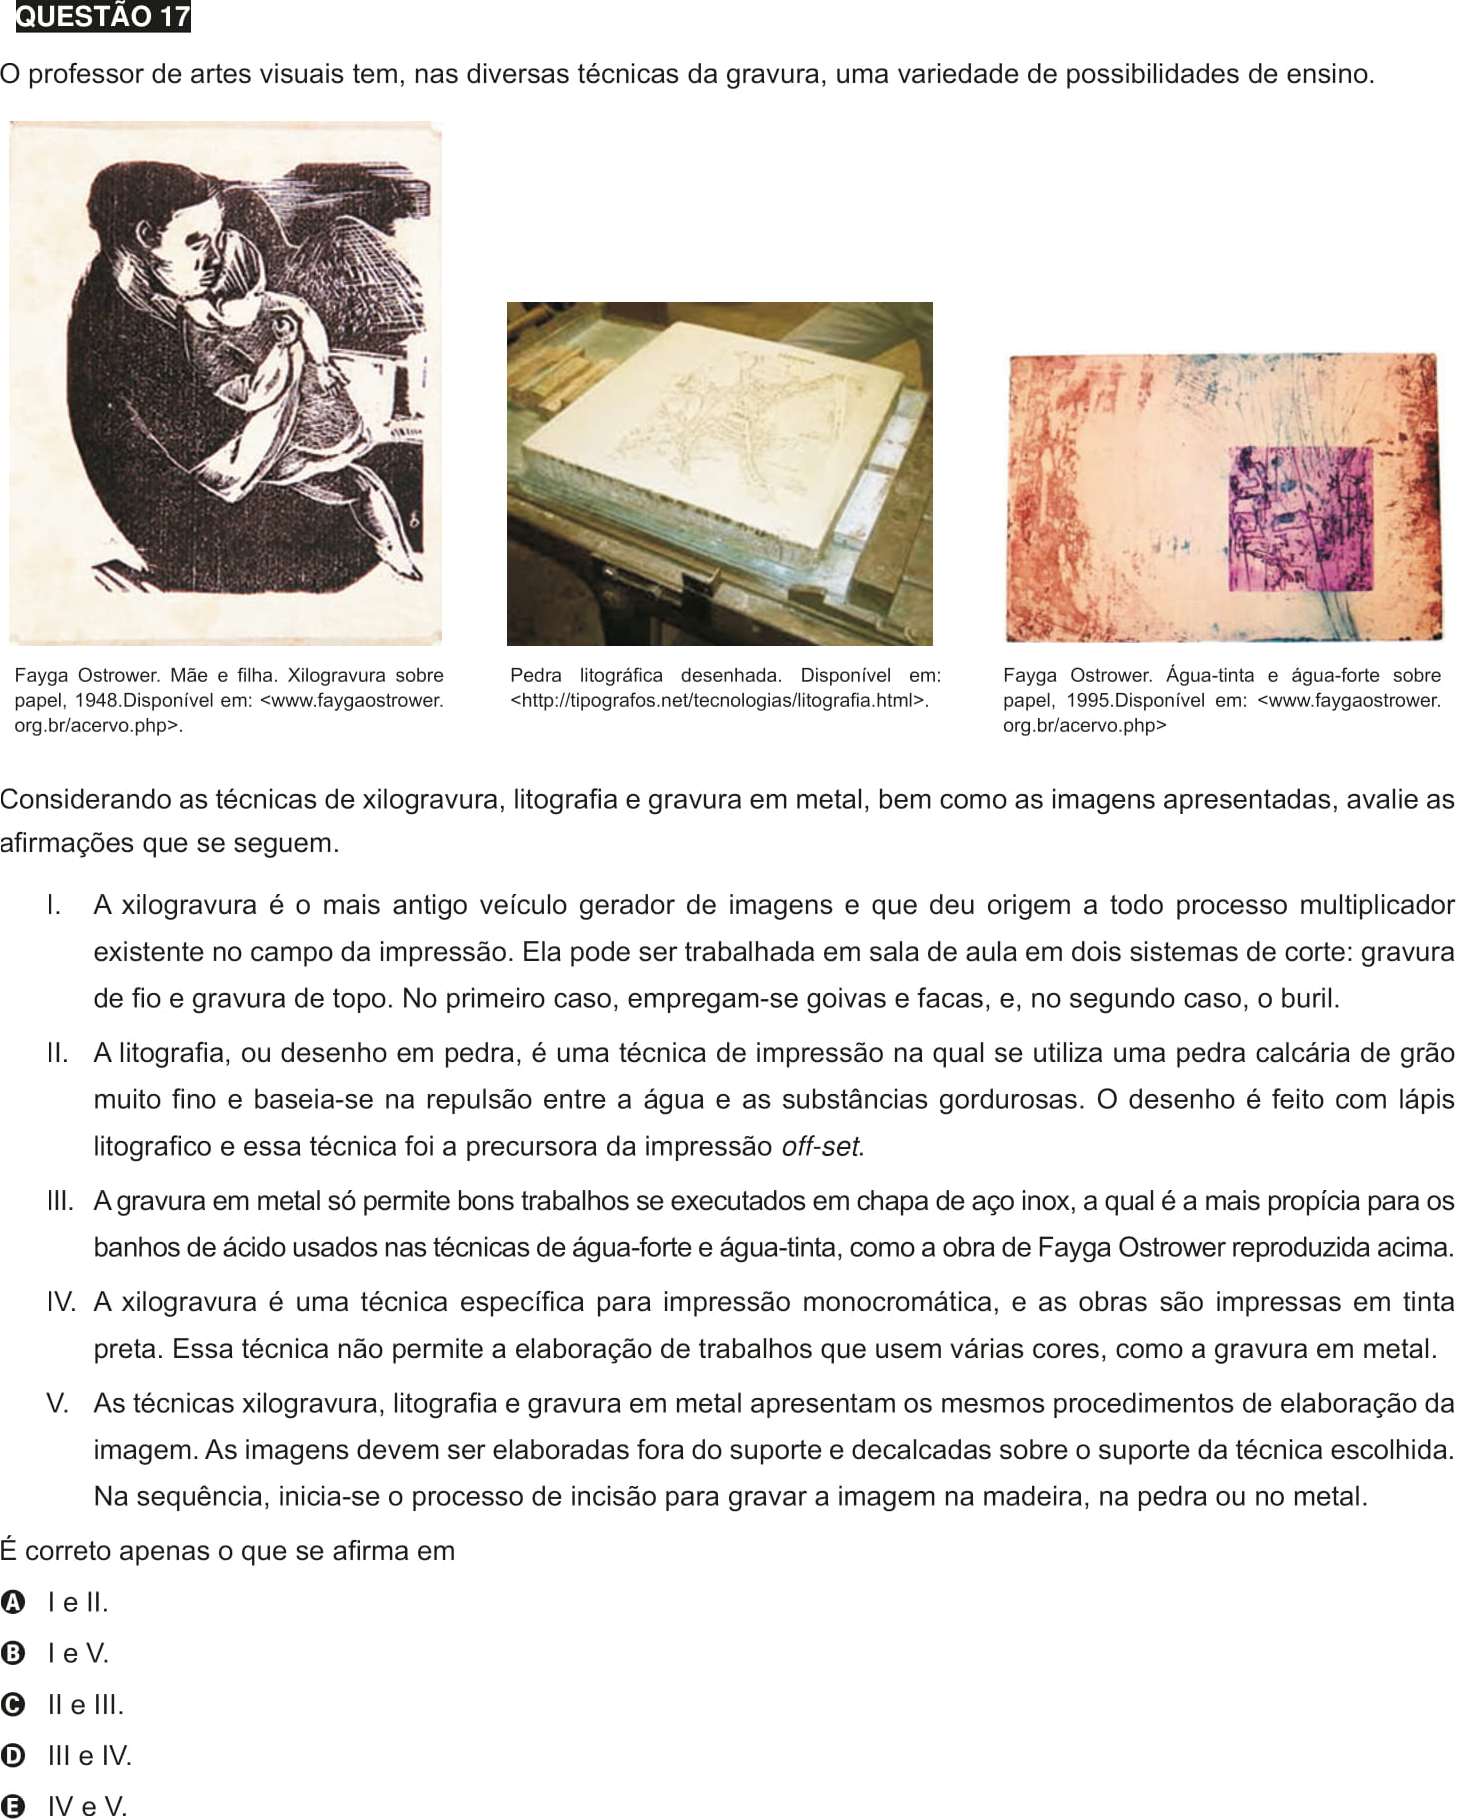 QUESTÃO 17
O professor de artes visuais tem, nas diversas técnicas da gravura, uma variedade de possibilidades de ensino.
Fayga Ostrower. Mãe e filha. Xilogravura sobre
papel, 1948.Disponível em: <www.faygaostrower.
org.br/acervo.php>.
Pedra litográfica desenhada. Disponível em:
<http://tipografos.net/tecnologias/litografia.html>.
Fayga Ostrower. Água-tinta e água-forte sobre
papel, 1995.Disponível em: <www.faygaostrower.
org.br/acervo.php>
Considerando as técnicas de xilogravura, litografia e gravura em metal, bem como as imagens apresentadas, avalie as
afirmações que se seguem.
I. A xilogravura é o mais antigo veículo gerador de imagens e que deu origem a todo processo multiplicador
existente no campo da impressão. Ela pode ser trabalhada em sala de aula em dois sistemas de corte: gravura
de fio e gravura de topo. No primeiro caso, empregam-se goivas e facas, e, no segundo caso, o buril.
II. A litografia, ou desenho em pedra, é uma técnica de impressão na qual se utiliza uma pedra calcária de grão
muito fino e baseia-se na repulsão entre a água e as substâncias gordurosas. O desenho é feito com lápis
litografico e essa técnica foi a precursora da impressão off-set.
III. A gravura em metal só permite bons trabalhos se executados em chapa de aço inox, a qual é a mais propícia para os
banhos de ácido usados nas técnicas de água-forte e água-tinta, como a obra de Fayga Ostrower reproduzida acima.
IV. A xilogravura é uma técnica específica para impressão monocromática, e as obras são impressas em tinta
preta. Essa técnica não permite a elaboração de trabalhos que usem várias cores, como a gravura em metal.
V. As técnicas xilogravura, litografia e gravura em metal apresentam os mesmos procedimentos de elaboração da
imagem. As imagens devem ser elaboradas fora do suporte e decalcadas sobre o suporte da técnica escolhida.
Na sequência, inicia-se o processo de incisão para gravar a imagem na madeira, na pedra ou no metal.
É correto apenas o que se afirma em
A I e II.
B I e V.
C II e III.
D III e IV.
E IV e V.